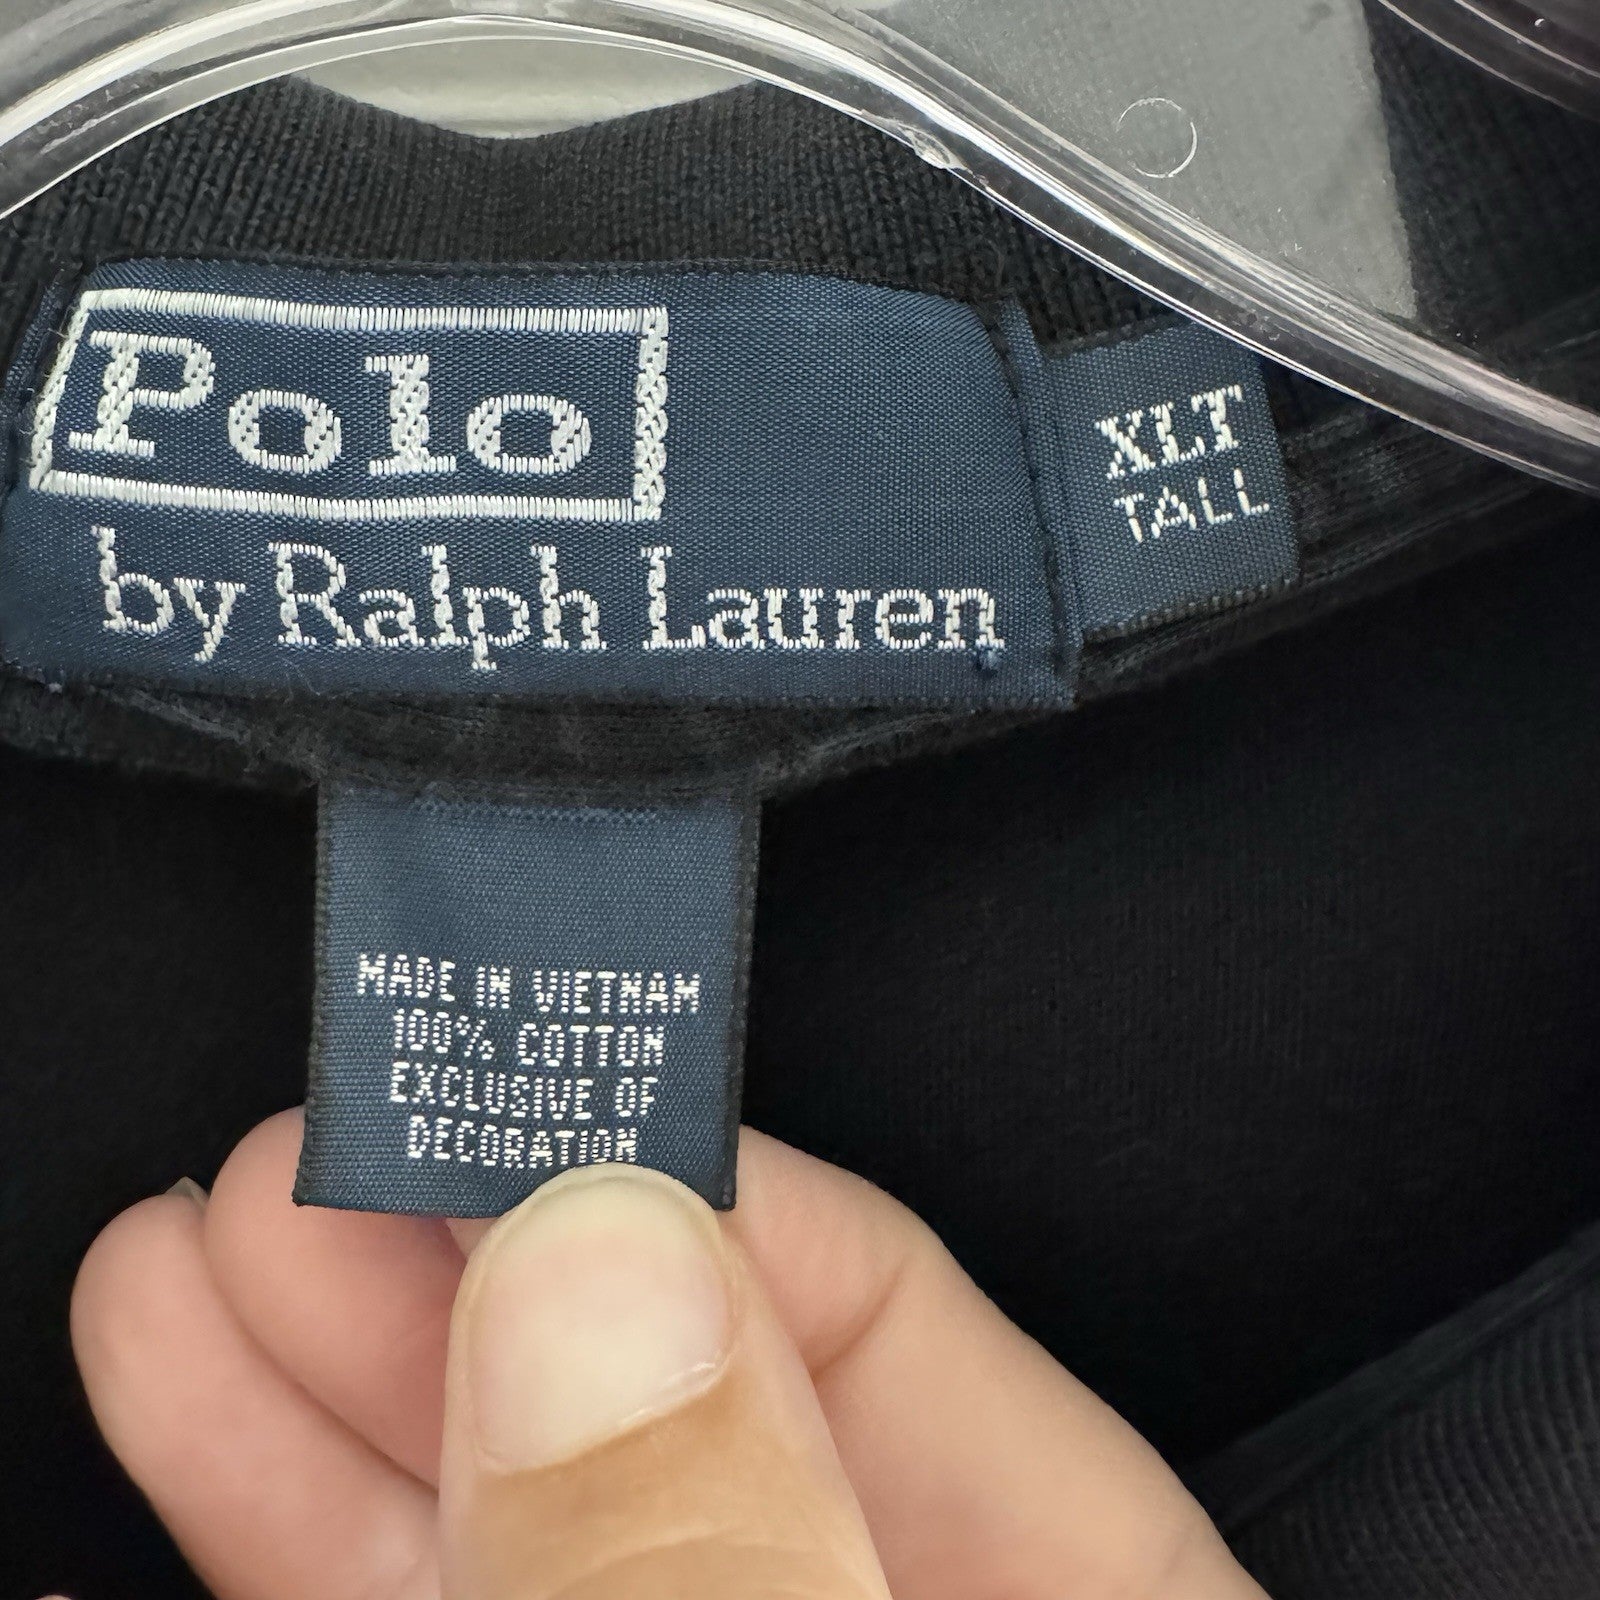 Polo
by Ralph Lauren
XLT
TALL
MADE IN VIETNAM
100% COTTON
EXCLUSIVE OF
DECORATION